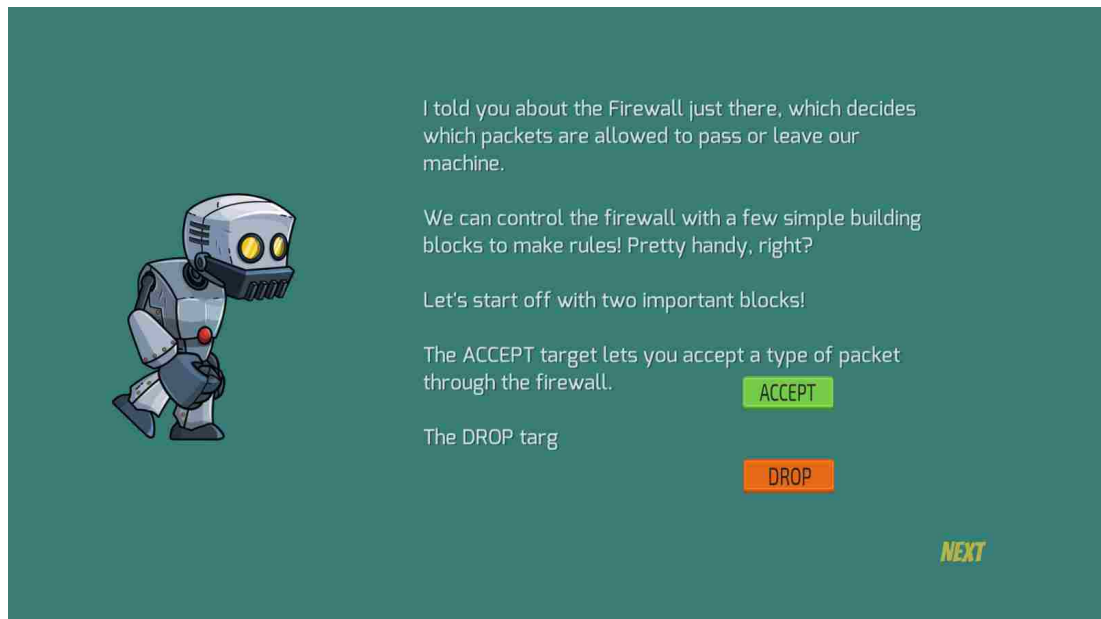 I told you about the Firewall just there, which decides
which packets are allowed to pass or leave our
machine.
We can control the firewall with a few simple building
blocks to make rules! Pretty handy, right?
Let's start off with two important blocks!
The ACCEPT target lets you accept a type of packet
through the firewall.
ACCEPT
The DROP targ
DROP
NEXT